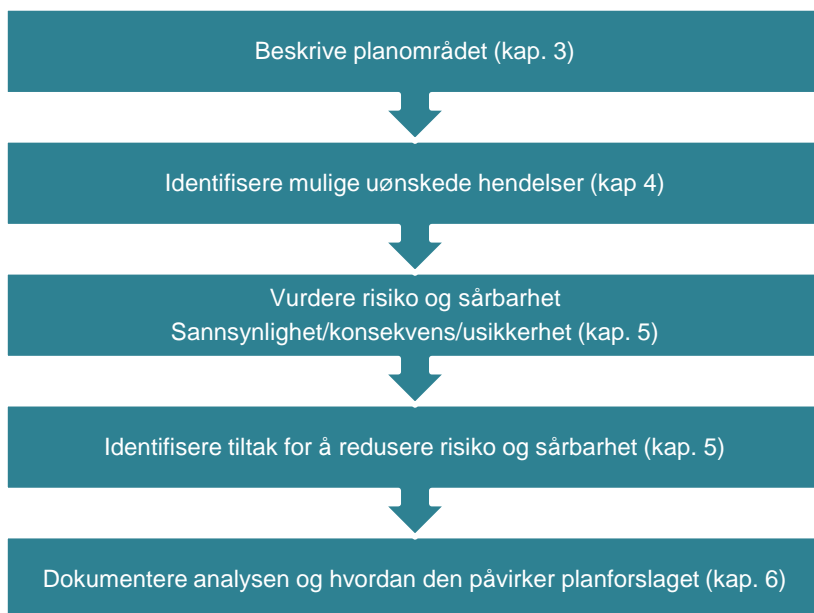 Beskrive planområdet (kap. 3)
Identifisere mulige uønskede hendelser (kap 4)
Vurdere risiko og sårbarhet
Sannsynlighet/konsekvens/usikkerhet (kap. 5)
Identifisere tiltak for å redusere risiko og sårbarhet (kap. 5)
Dokumentere analysen og hvordan den påvirker planforslaget (kap. 6)